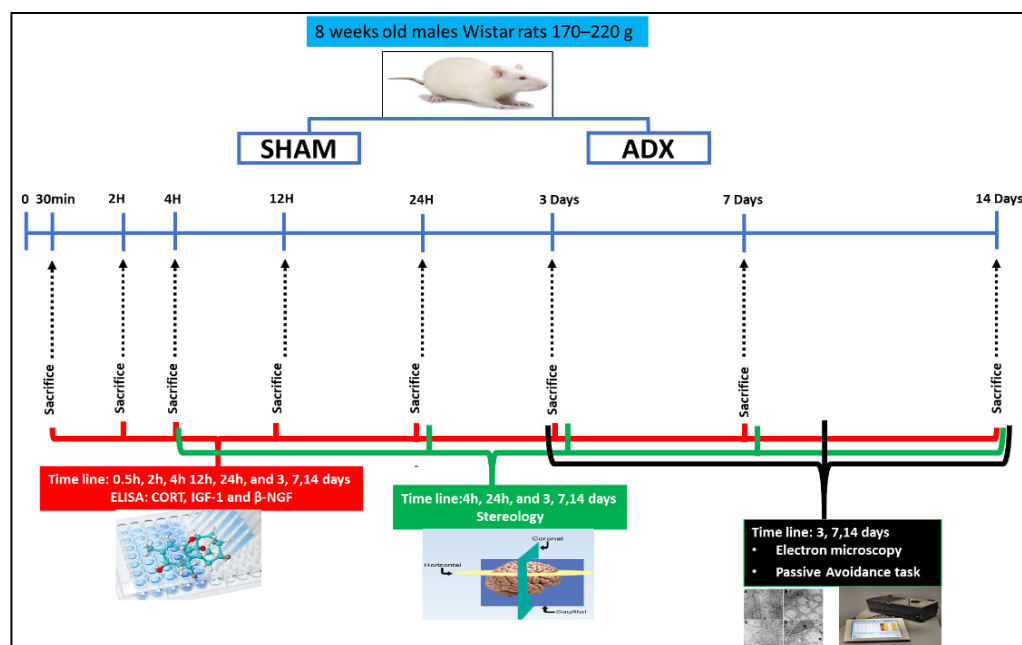 8 weeks old males Wistar rats 170–220 g
SHAM
ADX
0
30min
2H
4H
12H
24H
3 Days
7 Days
14 Days
Sacrifice
Sacrifice
Sacrifice
Sacrifice
Sacrifice
Sacrifice
Sacrifice
Sacrifice
Time line: 0.5h, 2h, 4h 12h, 24h, and 3, 7,14 days
ELISA: CORT, IGF-1 and β-NGF
Time line:4h, 24h, and 3, 7,14 days
Stereology
Coronal
Horizontal
Sagittal
Time line: 3, 7,14 days
• Electron microscopy
• Passive Avoidance task